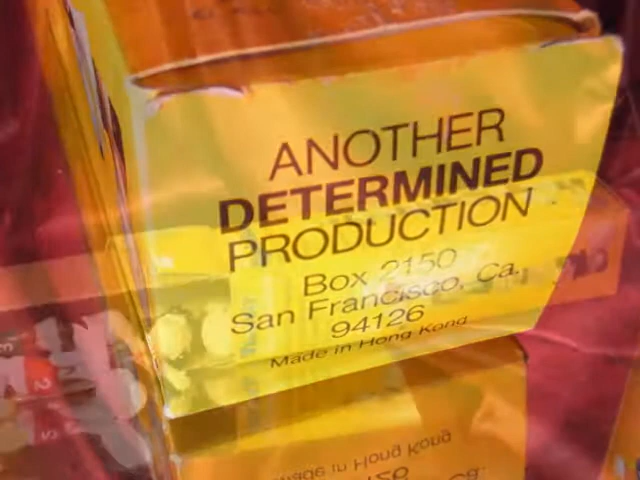 ANOTHER
DETERMINED
PRODUCTION
Box 2150
San Francisco, Ca.
94126
Made in Hong Kong